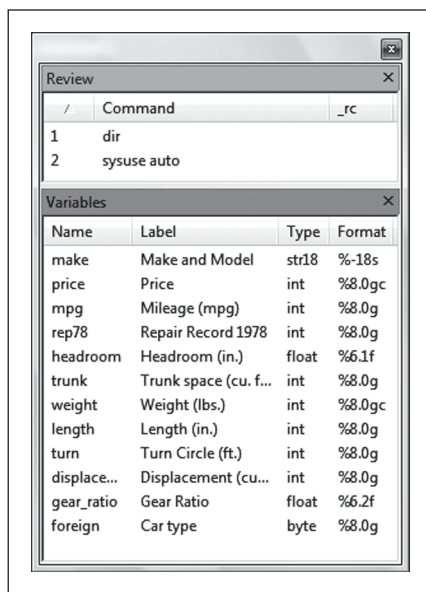 Review
/ Command _rc
1 dir
2 sysuse auto
Variables
Name Label Type Format
make Make and Model str18 %-18s
price Price int %8.0gc
mpg Mileage (mpg) int %8.0g
rep78 Repair Record 1978 int %8.0g
headroom Headroom (in.) float %6.1f
trunk Trunk space (cu. f... int %8.0g
weight Weight (lbs.) int %8.0gc
length Length (in.) int %8.0g
turn Turn Circle (ft.) int %8.0g
displace... Displacement (cu... int %8.0g
gear_ratio Gear Ratio float %6.2f
foreign Car type byte %8.0g